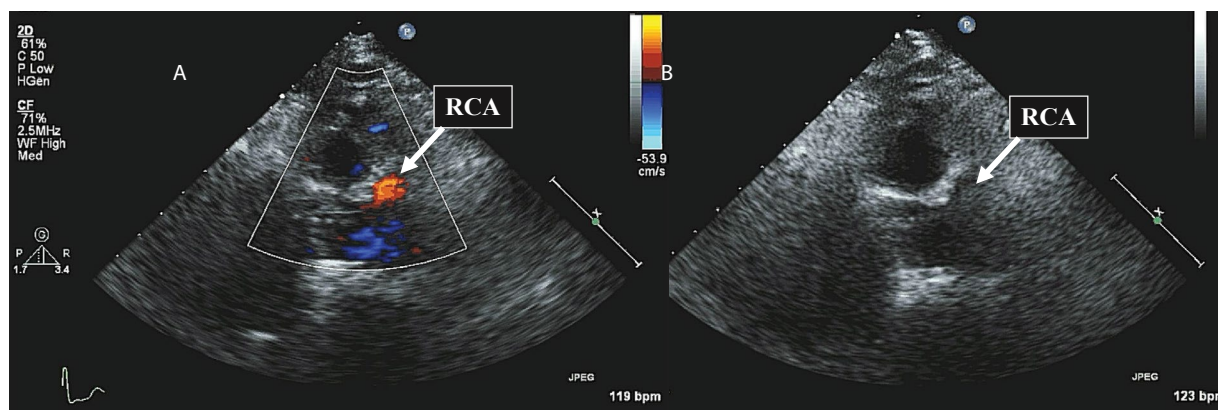 2D
61%
C 50
P Low
HGen
CF
71%
2.5MHz
WF High
Med
A
P
RCA
B
P
RCA
-53.9
cm/s
x
x
G
P R
1.7 3.4
JPEG
119 bpm
JPEG
123 bpm